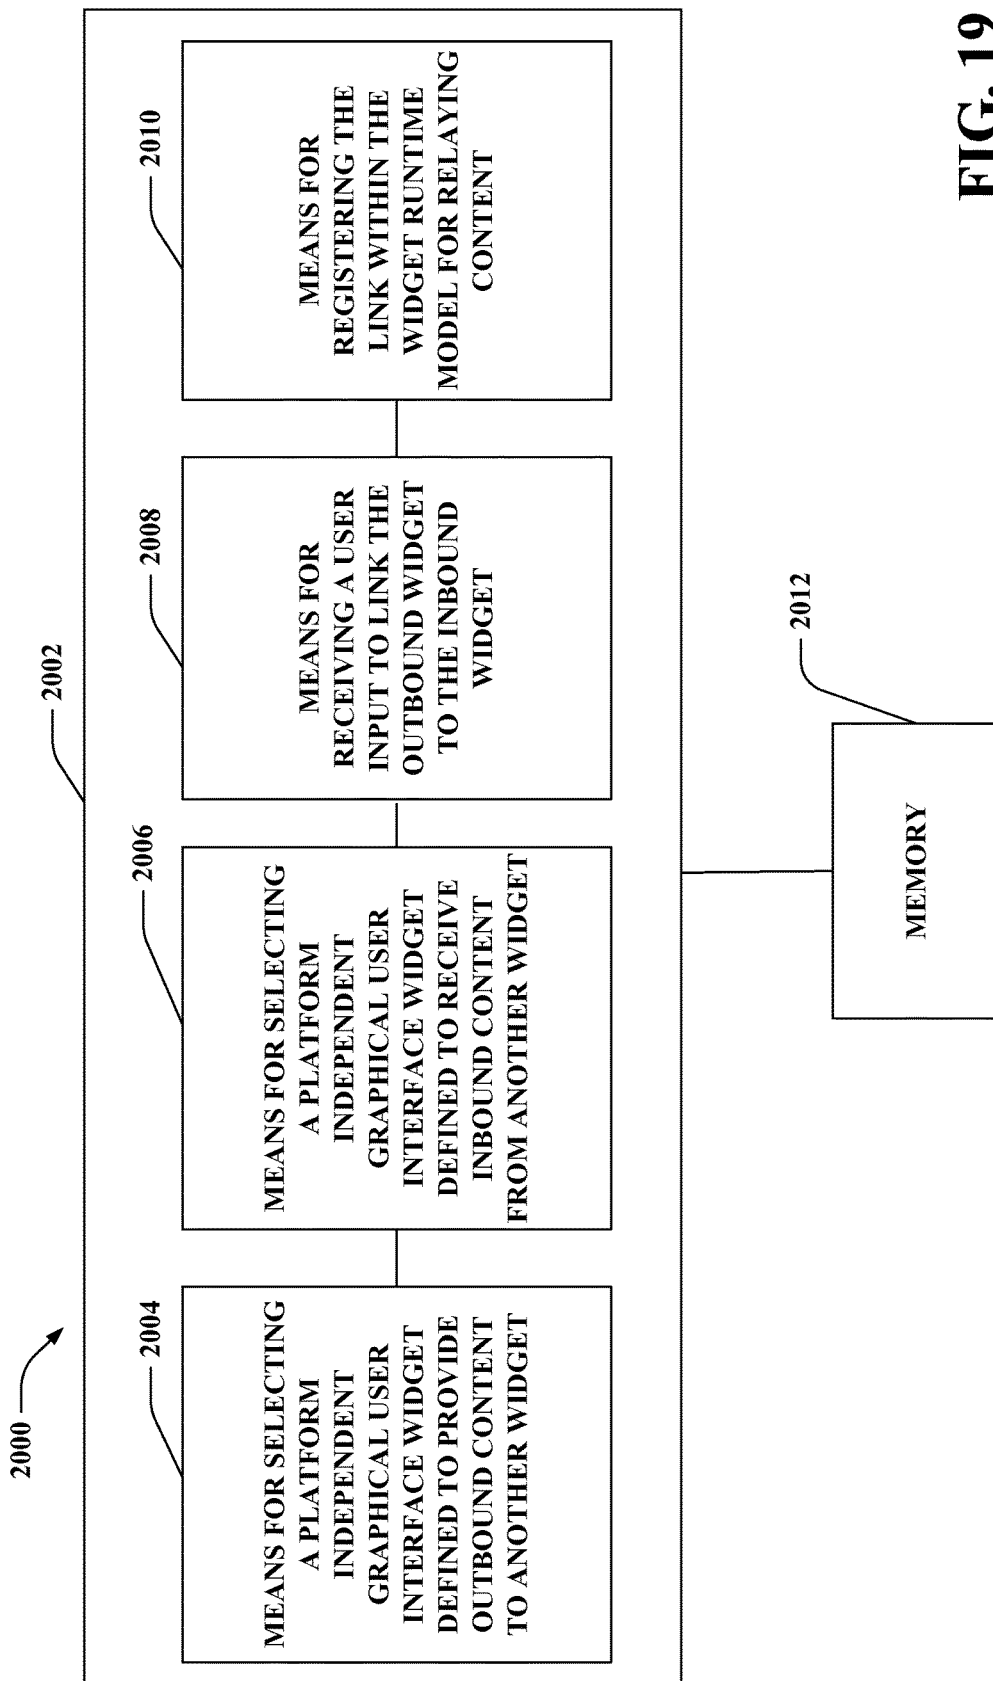 2000
2002
2004
MEANS FOR SELECTING
A PLATFORM
INDEPENDENT
GRAPHICAL USER
INTERFACE WIDGET
DEFINED TO PROVIDE
OUTBOUND CONTENT
TO ANOTHER WIDGET
2006
MEANS FOR SELECTING
A PLATFORM
INDEPENDENT
GRAPHICAL USER
INTERFACE WIDGET
DEFINED TO RECEIVE
INBOUND CONTENT
FROM ANOTHER WIDGET
2008
MEANS FOR
RECEIVING A USER
INPUT TO LINK THE
OUTBOUND WIDGET
TO THE INBOUND
WIDGET
2010
MEANS FOR
REGISTERING THE
LINK WITHIN THE
WIDGET RUNTIME
MODEL FOR RELAYING
CONTENT
2012
MEMORY
FIG. 19